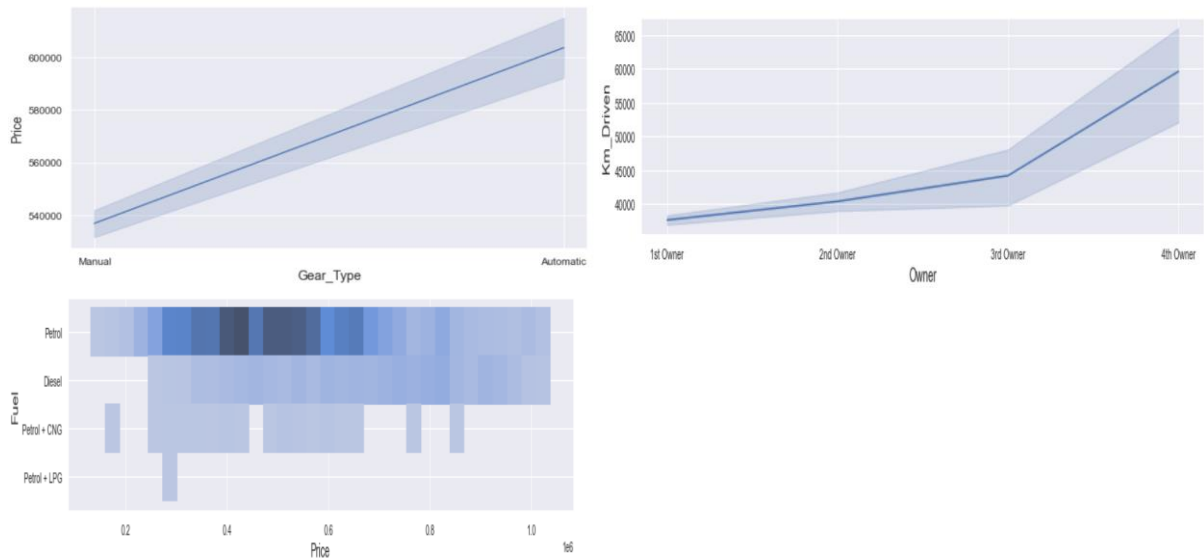 600000
580000
560000
540000
Price
Manual
Automatic
Gear_Type
65000
60000
55000
50000
45000
40000
Km_Driven
1st Owner
2nd Owner
3rd Owner
4th Owner
Owner
Petrol
Diesel
Petrol + CNG
Petrol + LPG
Fuel
0.2
0.4
0.6
0.8
1.0
1e6
Price